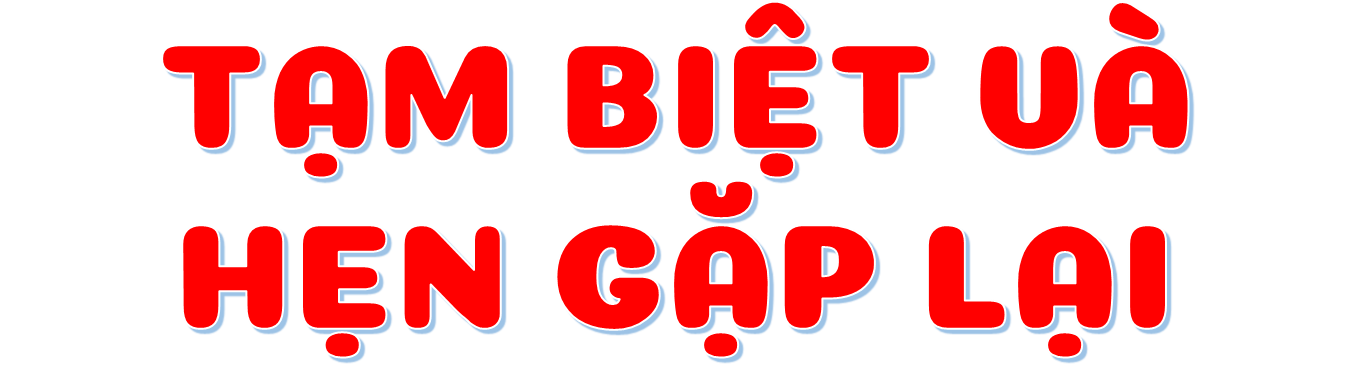 TẠM BIỆT UÀ
HẸN GẶP LẠI